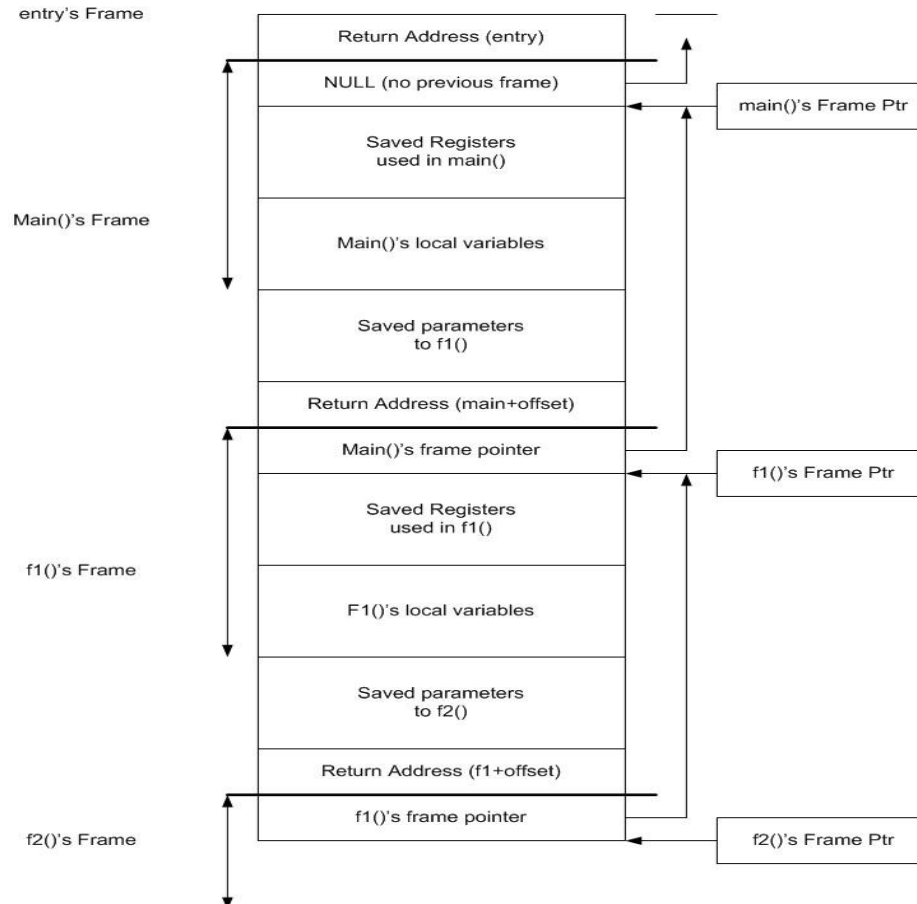 entry's Frame
Return Address (entry)
NULL (no previous frame)
main()'s Frame Ptr
Saved Registers
used in main()
Main()'s Frame
Main()'s local variables
Saved parameters
to f1()
Return Address (main+offset)
Main()'s frame pointer
f1()'s Frame Ptr
Saved Registers
used in f1()
f1()'s Frame
F1()'s local variables
Saved parameters
to f2()
Return Address (f1+offset)
f1()'s frame pointer
f2()'s Frame
f2()'s Frame Ptr